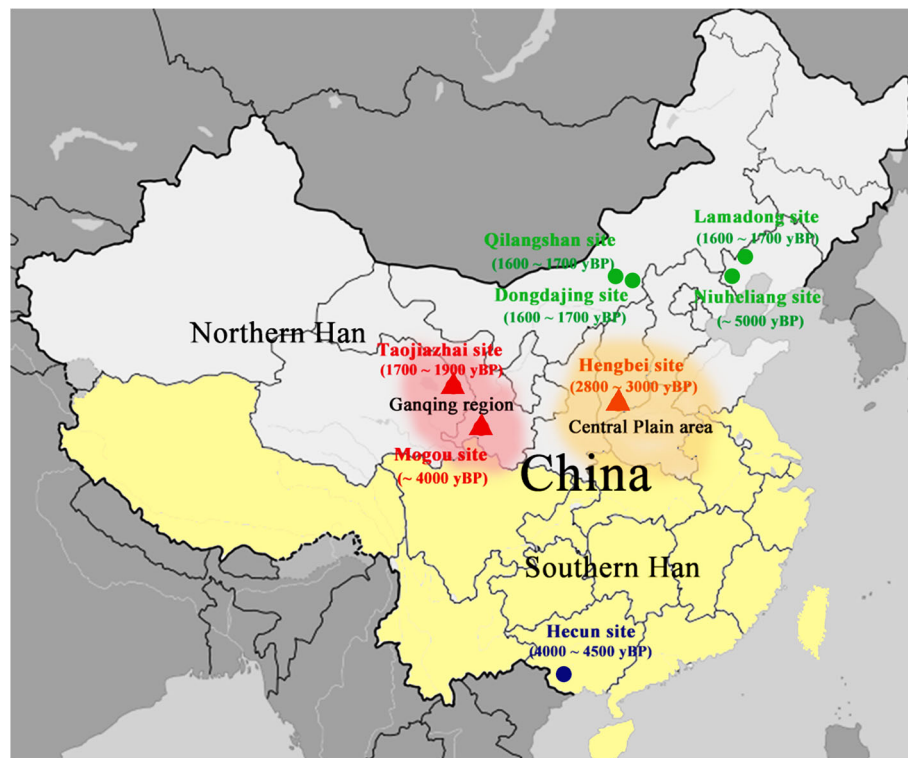 Lamadong site
(1600 ~ 1700 yBP)
Qilangshan site
(1600 ~ 1700 yBP)
Dongdajing site
(1600 ~ 1700 yBP)
Niuheliang site
(~ 5000 yBP)
Northern Han
Taojiazhai site
(1700 ~ 1900 yBP)
Ganqing region
Hengbei site
(2800 ~ 3000 yBP)
Central Plain area
Mogou site
(~ 4000 yBP)
China
Southern Han
Hecun site
(4000 ~ 4500 yBP)